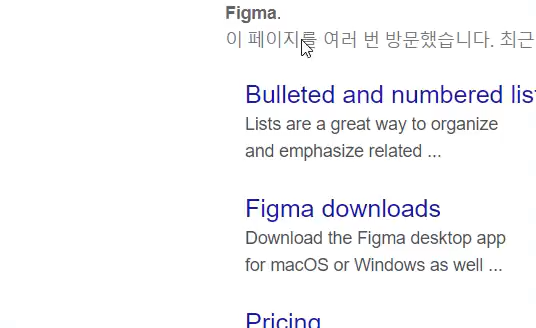 Figma.
이 페이지를 여러 번 방문했습니다. 최근
Bulleted and numbered list
Lists are a great way to organize
and emphasize related ...
Figma downloads
Download the Figma desktop app
for macOS or Windows as well ...
Pricing